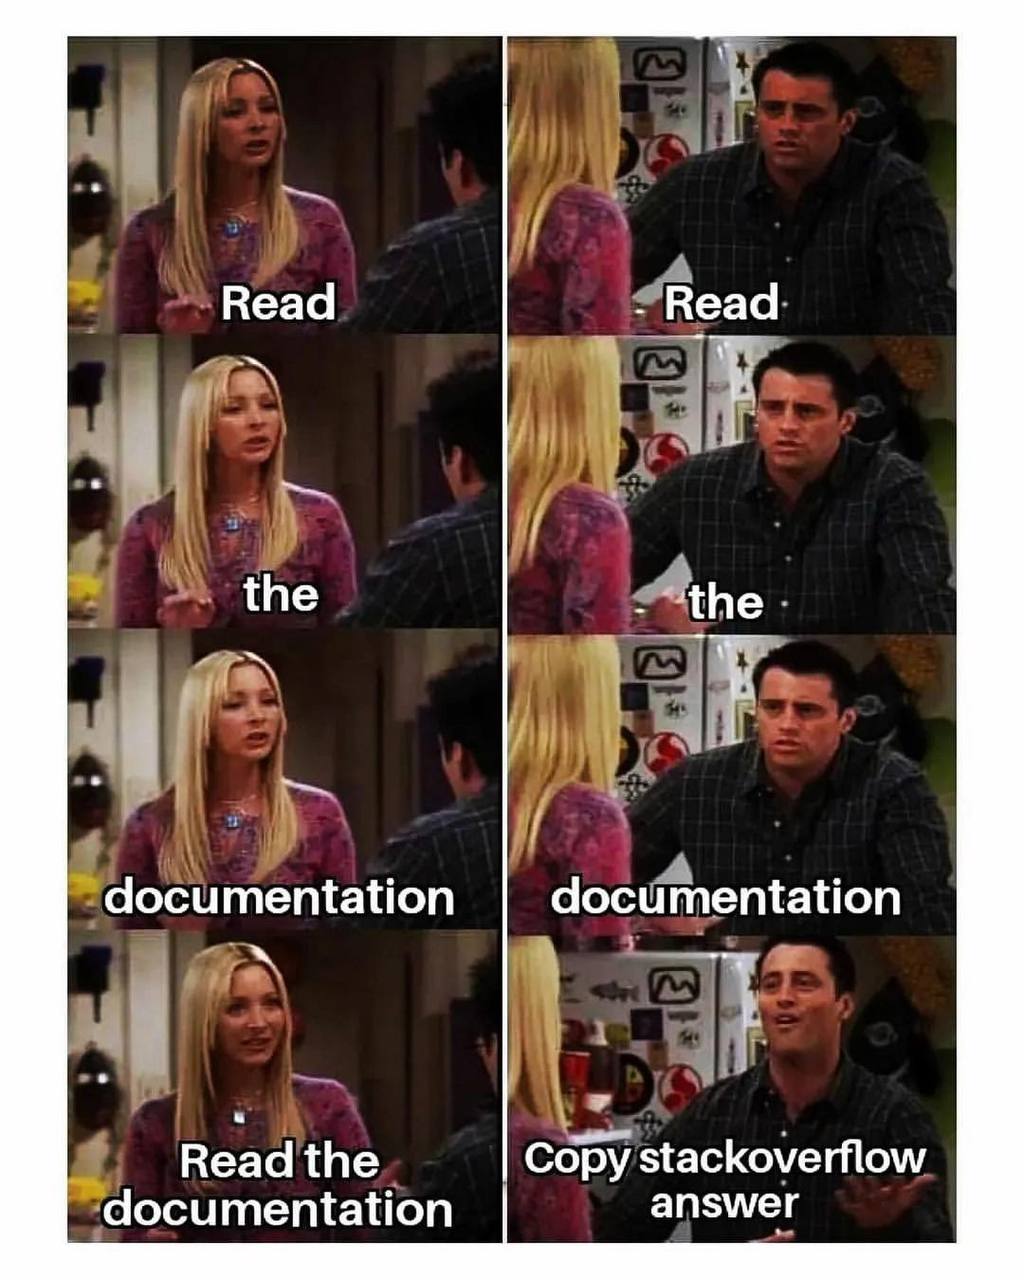 Read
Read
the
the
documentation
documentation
Read the
documentation
Copy stackoverflow
answer